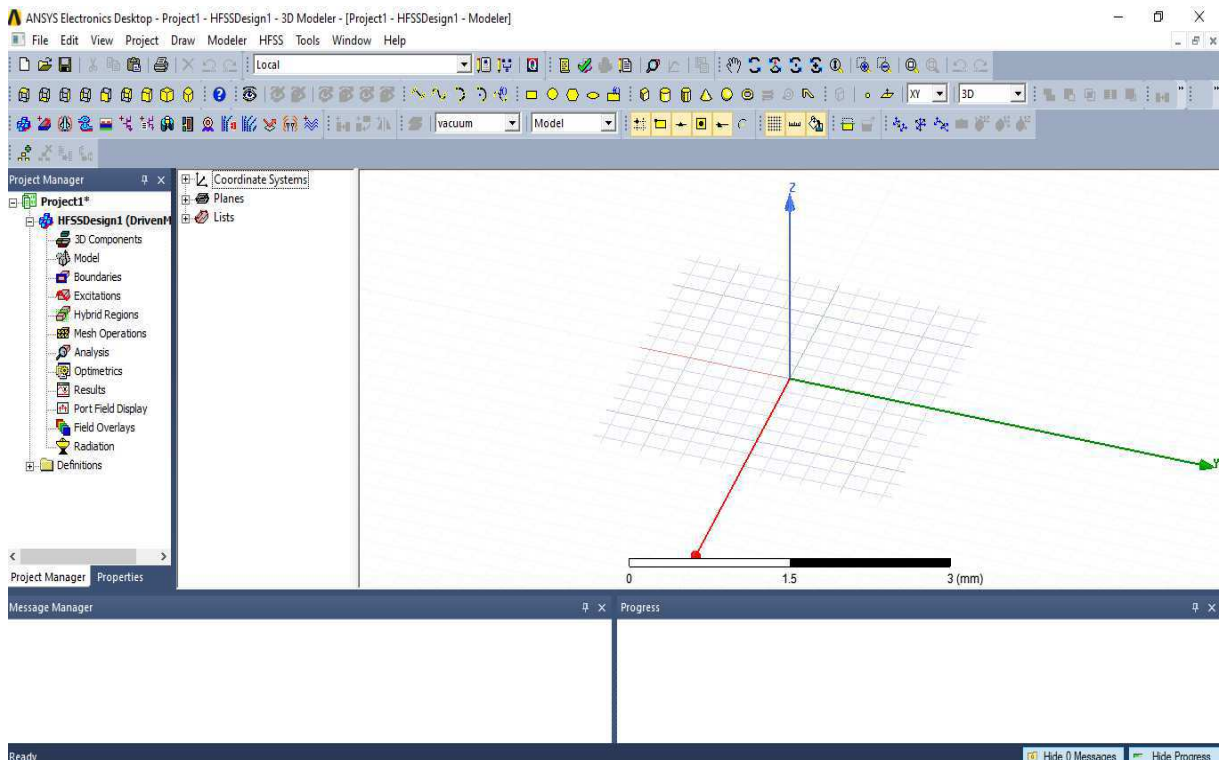 ANSYS Electronics Desktop - Project1 - HFSSDesign1 - 3D Modeler - [Project1 - HFSSDesign1 - Modeler]
File Edit View Project Draw Modeler HFSS Tools Window Help
Local
XY 3D
vacuum Model
Project Manager
Project1*
HFSSDesign1 (DrivenM
3D Components
Model
Boundaries
Excitations
Hybrid Regions
Mesh Operations
Analysis
Optimetrics
Results
Port Field Display
Field Overlays
Radiation
Definitions
Project Manager Properties
Coordinate Systems
Planes
Lists
Z
Y
0 1.5 3 (mm)
Message Manager
Progress
Ready
Hide 0 Messages Hide Progress